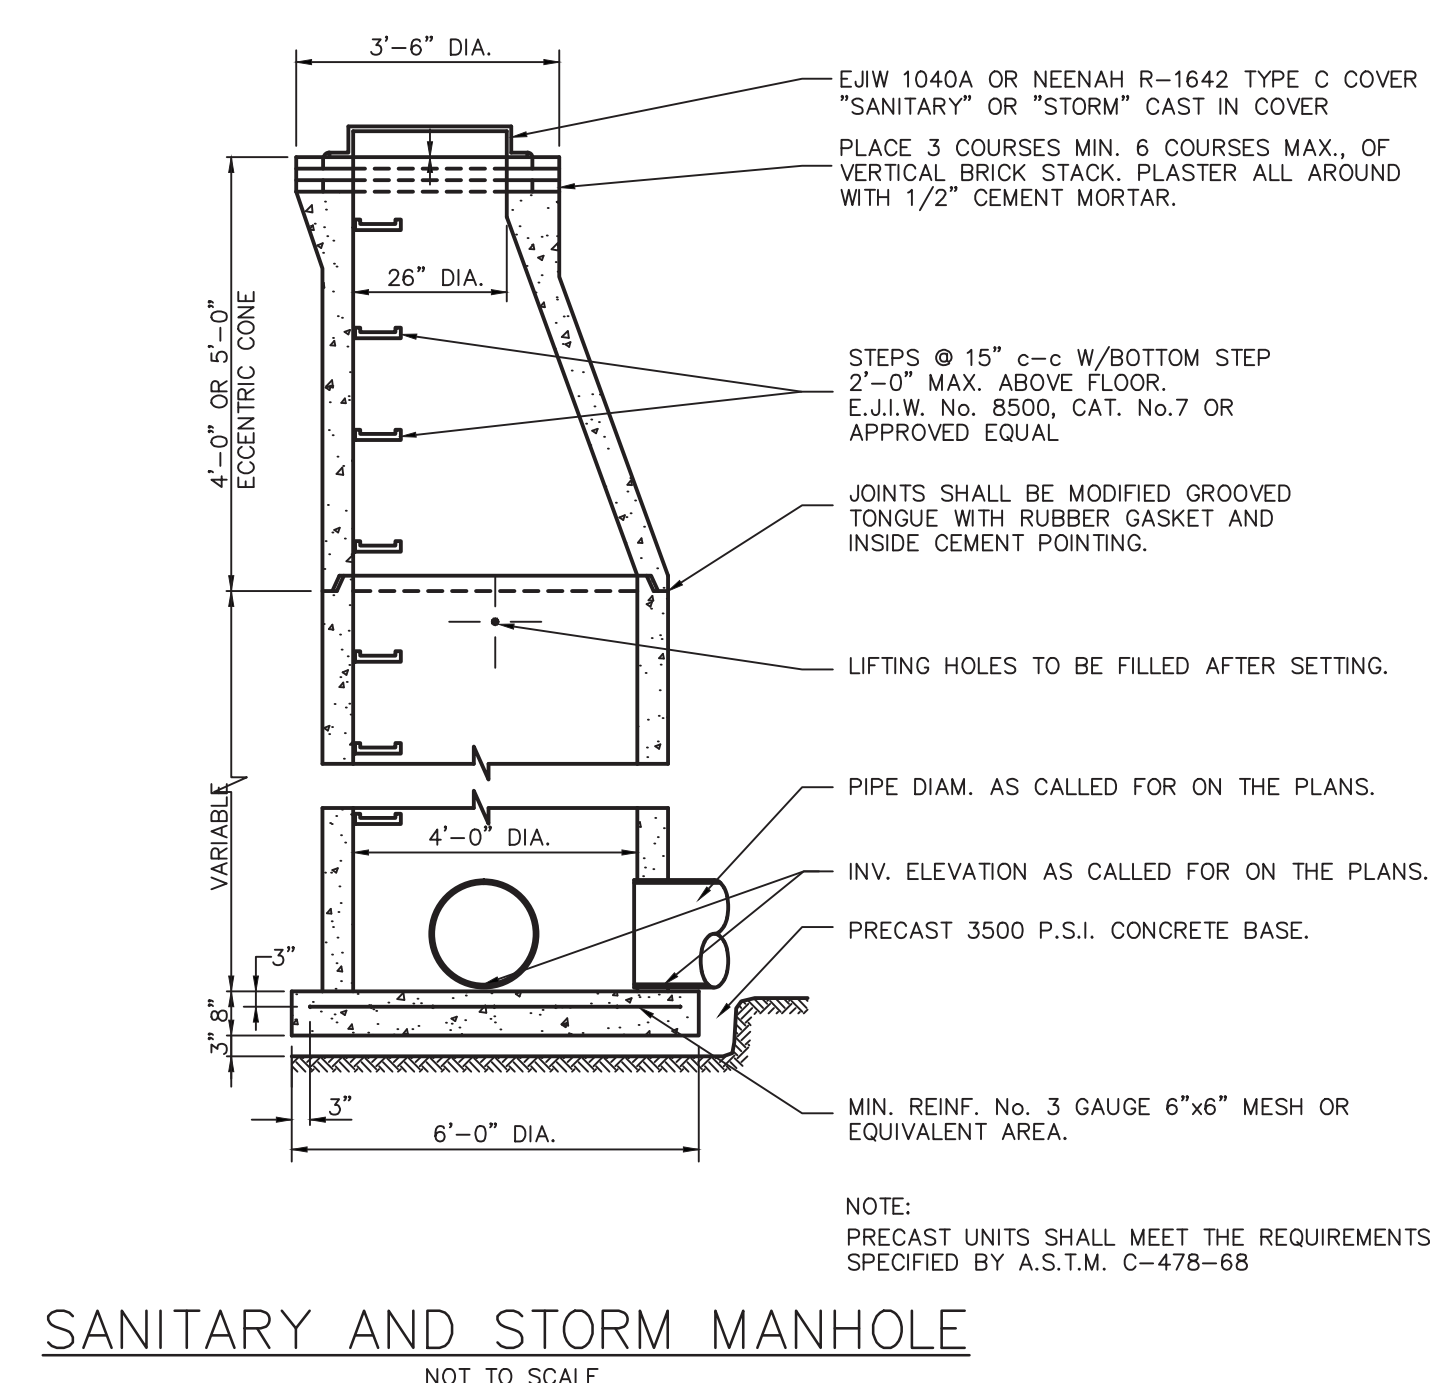 3'-6" DIA.
EJIW 1040A OR NEENAH R-1642 TYPE C COVER
"SANITARY" OR "STORM" CAST IN COVER
PLACE 3 COURSES MIN. 6 COURSES MAX., OF
VERTICAL BRICK STACK. PLASTER ALL AROUND
WITH 1/2" CEMENT MORTAR.
26" DIA.
4'-0" OR 5'-0"
ECCENTRIC CONE
STEPS @ 15" c-c W/BOTTOM STEP
2'-0" MAX. ABOVE FLOOR.
E.J.I.W. No. 8500, CAT. No.7 OR
APPROVED EQUAL
JOINTS SHALL BE MODIFIED GROOVED
TONGUE WITH RUBBER GASKET AND
INSIDE CEMENT POINTING.
LIFTING HOLES TO BE FILLED AFTER SETTING.
PIPE DIAM. AS CALLED FOR ON THE PLANS.
VARIABLE
4'-0" DIA.
INV. ELEVATION AS CALLED FOR ON THE PLANS.
PRECAST 3500 P.S.I. CONCRETE BASE.
3"
8"
3"
3"
6'-0" DIA.
MIN. REINF. No. 3 GAUGE 6"x6" MESH OR
EQUIVALENT AREA.
NOTE:
PRECAST UNITS SHALL MEET THE REQUIREMENTS
SPECIFIED BY A.S.T.M. C-478-68
SANITARY AND STORM MANHOLE
NOT TO SCALE